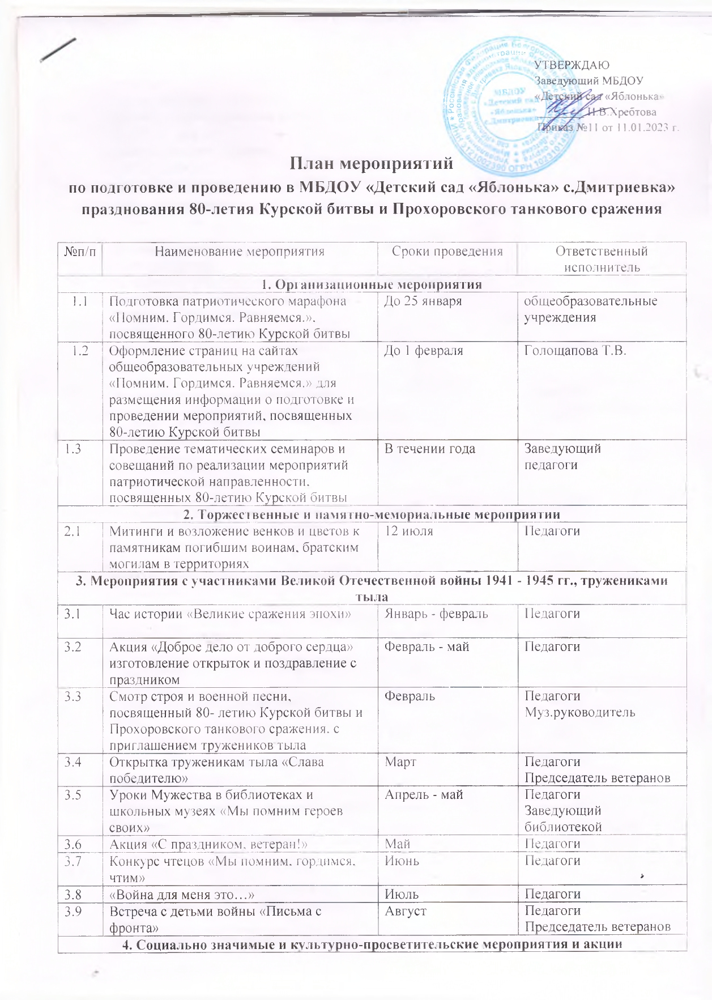 УТВЕРЖДАЮ
Заведующий МБДОУ
«Детский сад «Яблонька»
И.В.Хребтова
Приказ №11 от 11.01.2023 г.
МБДОУ
«Детский сад
«Яблонька»
с.Дмитриевка»
План мероприятий
по подготовке и проведению в МБДОУ «Детский сад «Яблонька» с.Дмитриевка»
празднования 80-летия Курской битвы и Прохоровского танкового сражения
№п/п Наименование мероприятия Сроки проведения Ответственный
исполнитель
1. Организационные мероприятия
1.1 Подготовка патриотического марафона До 25 января общеобразовательные
«Помним. Гордимся. Равняемся.», учреждения
посвященного 80-летию Курской битвы
1.2 Оформление страниц на сайтах До 1 февраля Голощапова Т.В.
общеобразовательных учреждений
«Помним. Гордимся. Равняемся.» для
размещения информации о подготовке и
проведении мероприятий, посвященных
80-летию Курской битвы
1.3 Проведение тематических семинаров и В течении года Заведующий
совещаний по реализации мероприятий педагоги
патриотической направленности,
посвященных 80-летию Курской битвы
2. Торжественные и памятно-мемориальные мероприятии
2.1 Митинги и возложение венков и цветов к 12 июля Педагоги
памятникам погибшим воинам, братским
могилам в территориях
3. Мероприятия с участниками Великой Отечественной войны 1941 - 1945 гг., тружениками
тыла
3.1 Час истории «Великие сражения эпохи» Январь - февраль Педагоги
3.2 Акция «Доброе дело от доброго сердца» Февраль - май Педагоги
изготовление открыток и поздравление с
праздником
3.3 Смотр строя и военной песни, Февраль Педагоги
посвященный 80- летию Курской битвы и Муз.руководитель
Прохоровского танкового сражения, с
приглашением тружеников тыла
3.4 Открытка труженикам тыла «Слава Март Педагоги
победителю» Председатель ветеранов
3.5 Уроки Мужества в библиотеках и Апрель - май Педагоги
школьных музеях «Мы помним героев Заведующий
своих» библиотекой
3.6 Акция «С праздником, ветеран!» Май Педагоги
3.7 Конкурс чтецов «Мы помним, гордимся, Июнь Педагоги
чтим»
3.8 «Война для меня это…» Июль Педагоги
3.9 Встреча с детьми войны «Письма с Август Педагоги
фронта» Председатель ветеранов
4. Социально значимые и культурно-просветительские мероприятия и акции